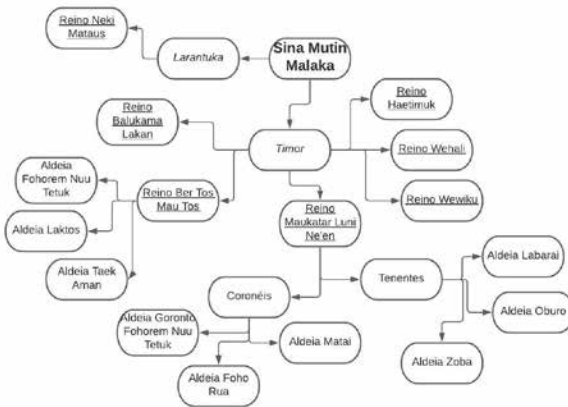 Reino Neki
Mataus
Larantuka
Sina Mutin
Malaka
Reino
Balukama
Lakan
Timor
Reino
Haetimuk
Reino Wehali
Reino Wewiku
Aldeia
Fohorem Nuu
Tetuk
Aldeia Laktos
Aldeia Taek
Aman
Reino Ber Tos
Mau Tos
Reino
Maukatar Luni
Ne'en
Coronéis
Tenentes
Aldeia Labarai
Aldeia Oburo
Aldeia Zoba
Aldeia Goronto
Fohorem Nuu
Tetuk
Aldeia Matai
Aldeia Foho
Rua